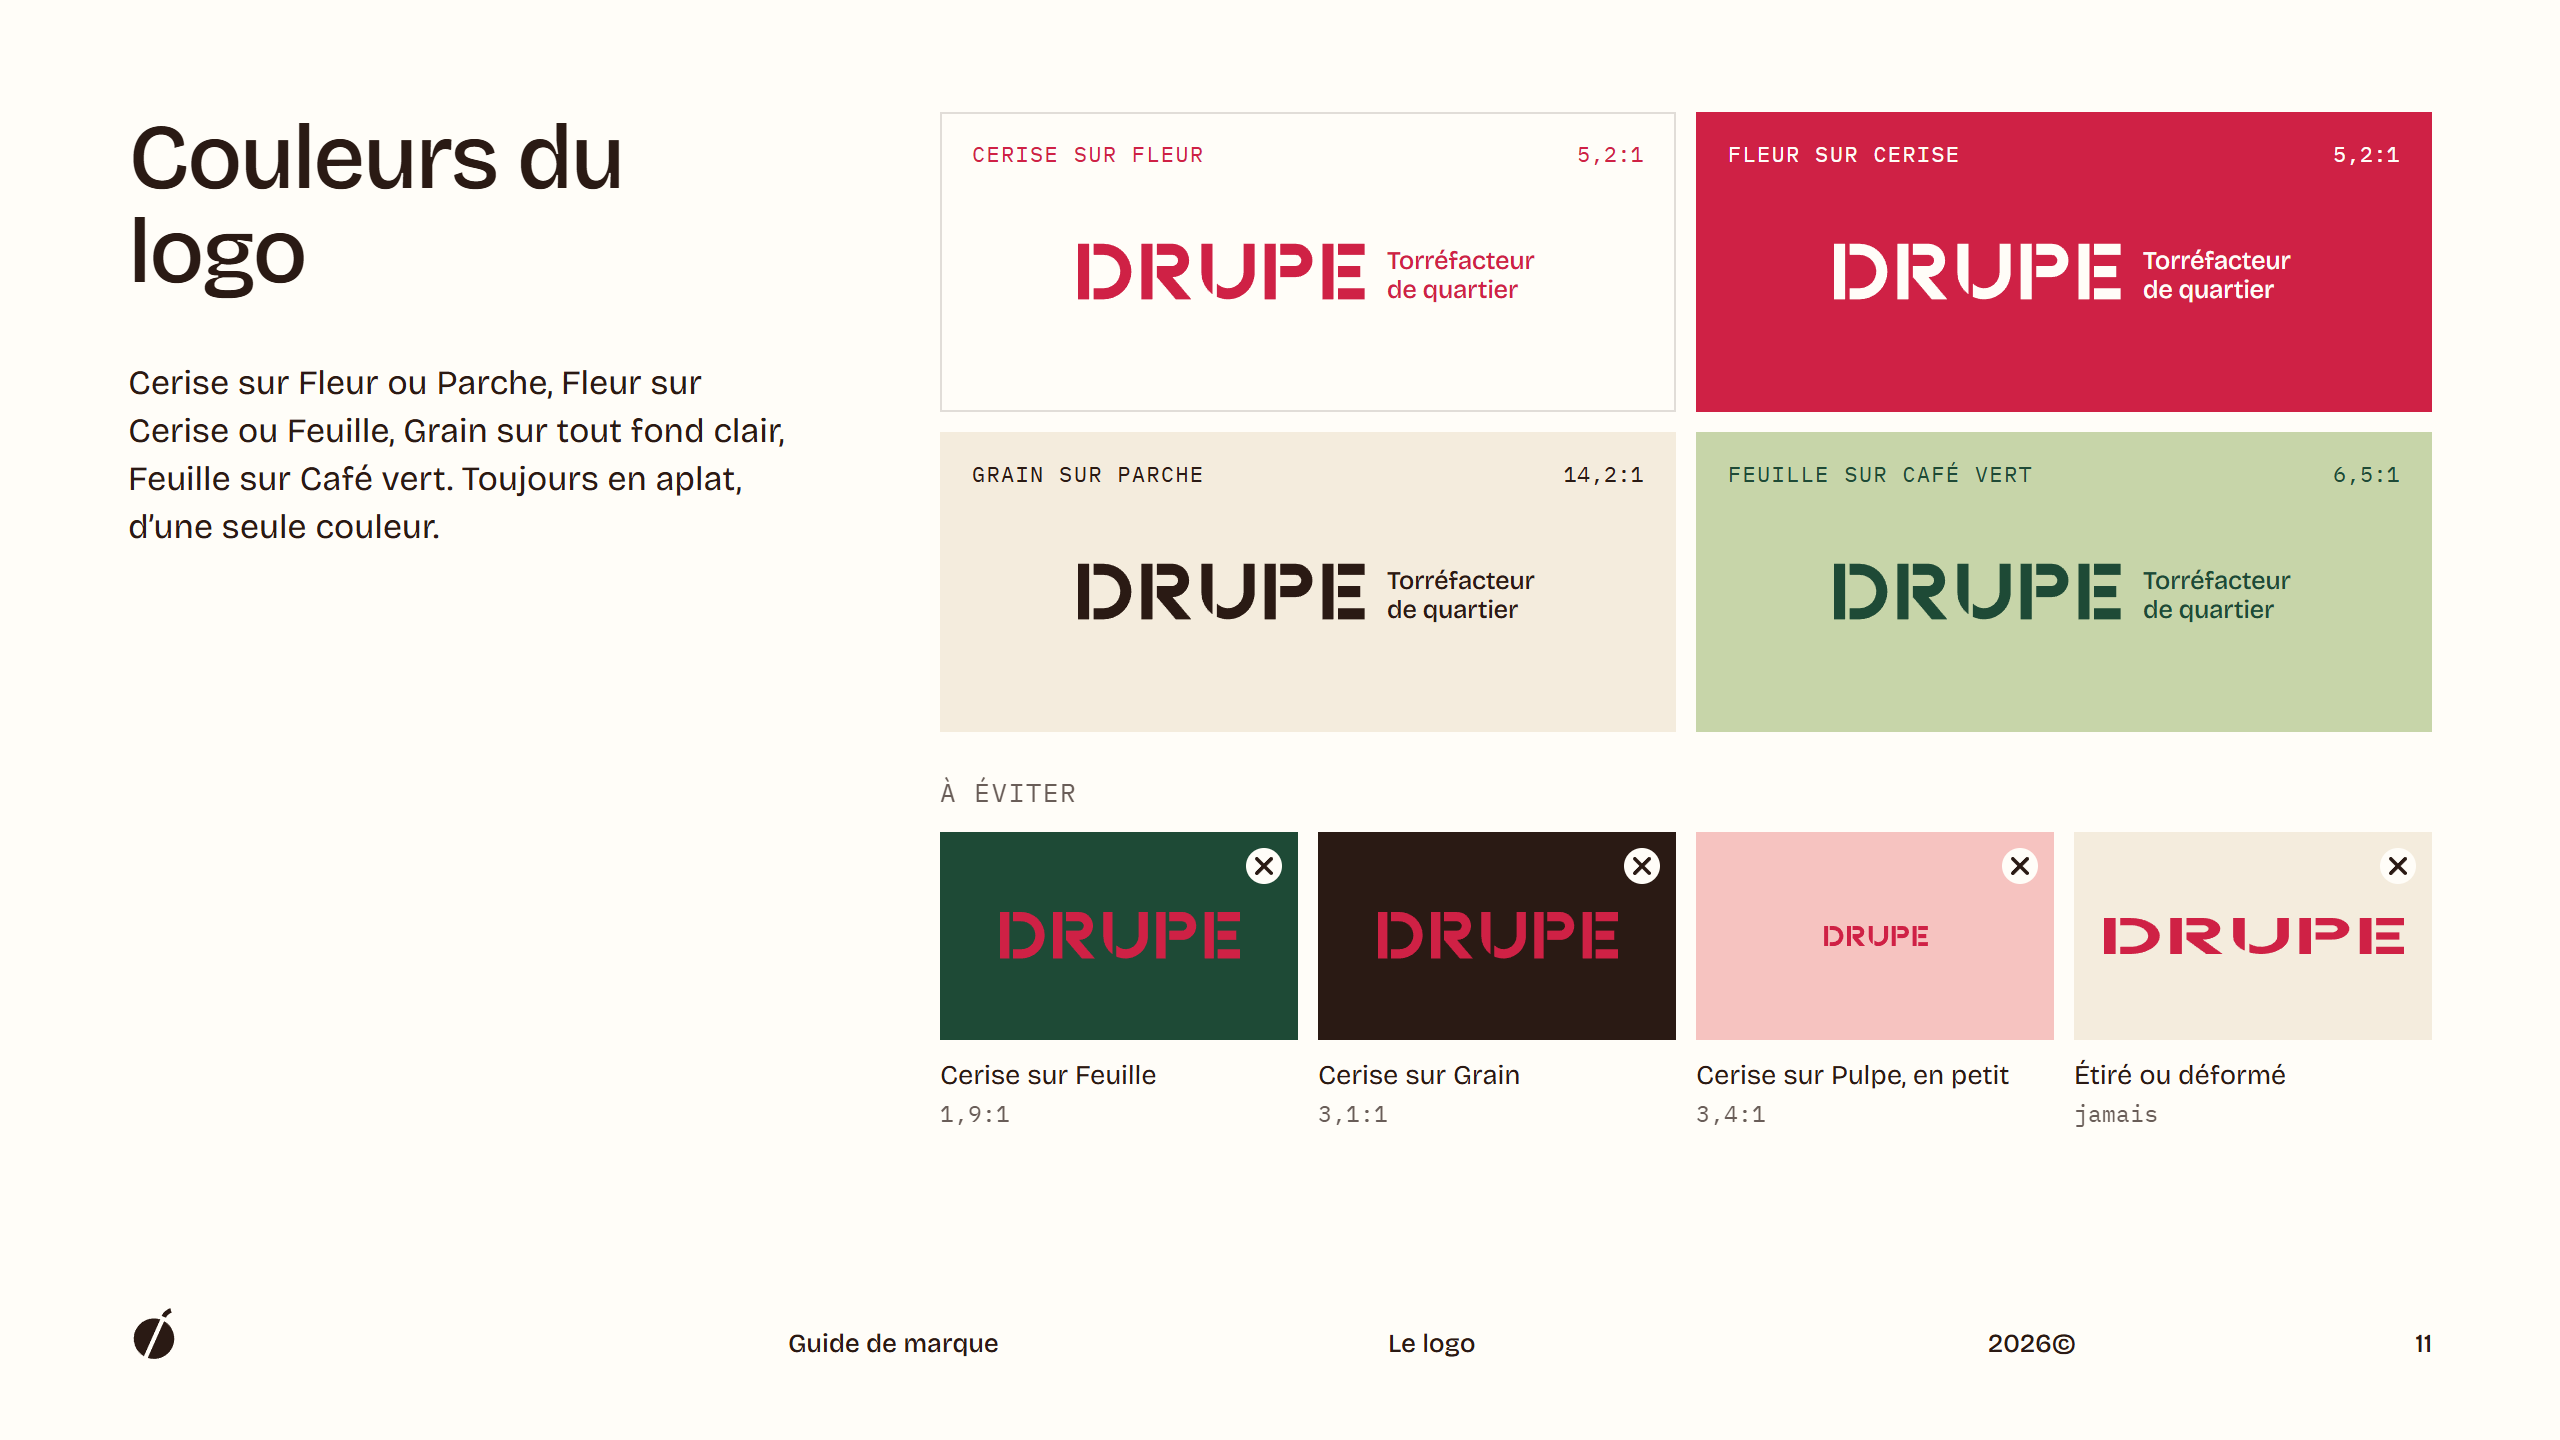 Couleurs du
logo
Cerise sur Fleur ou Parche, Fleur sur
Cerise ou Feuille, Grain sur tout fond clair,
Feuille sur Café vert. Toujours en aplat,
d’une seule couleur.
CERISE SUR FLEUR 5,2:1
DRUPE Torréfacteur
de quartier
FLEUR SUR CERISE 5,2:1
DRUPE Torréfacteur
de quartier
GRAIN SUR PARCHE 14,2:1
DRUPE Torréfacteur
de quartier
FEUILLE SUR CAFÉ VERT 6,5:1
DRUPE Torréfacteur
de quartier
À ÉVITER
DRUPE
Cerise sur Feuille
1,9:1
DRUPE
Cerise sur Grain
3,1:1
DRUPE
Cerise sur Pulpe, en petit
3,4:1
DRUPE
Étiré ou déformé
jamais
Guide de marque Le logo 2026© 11